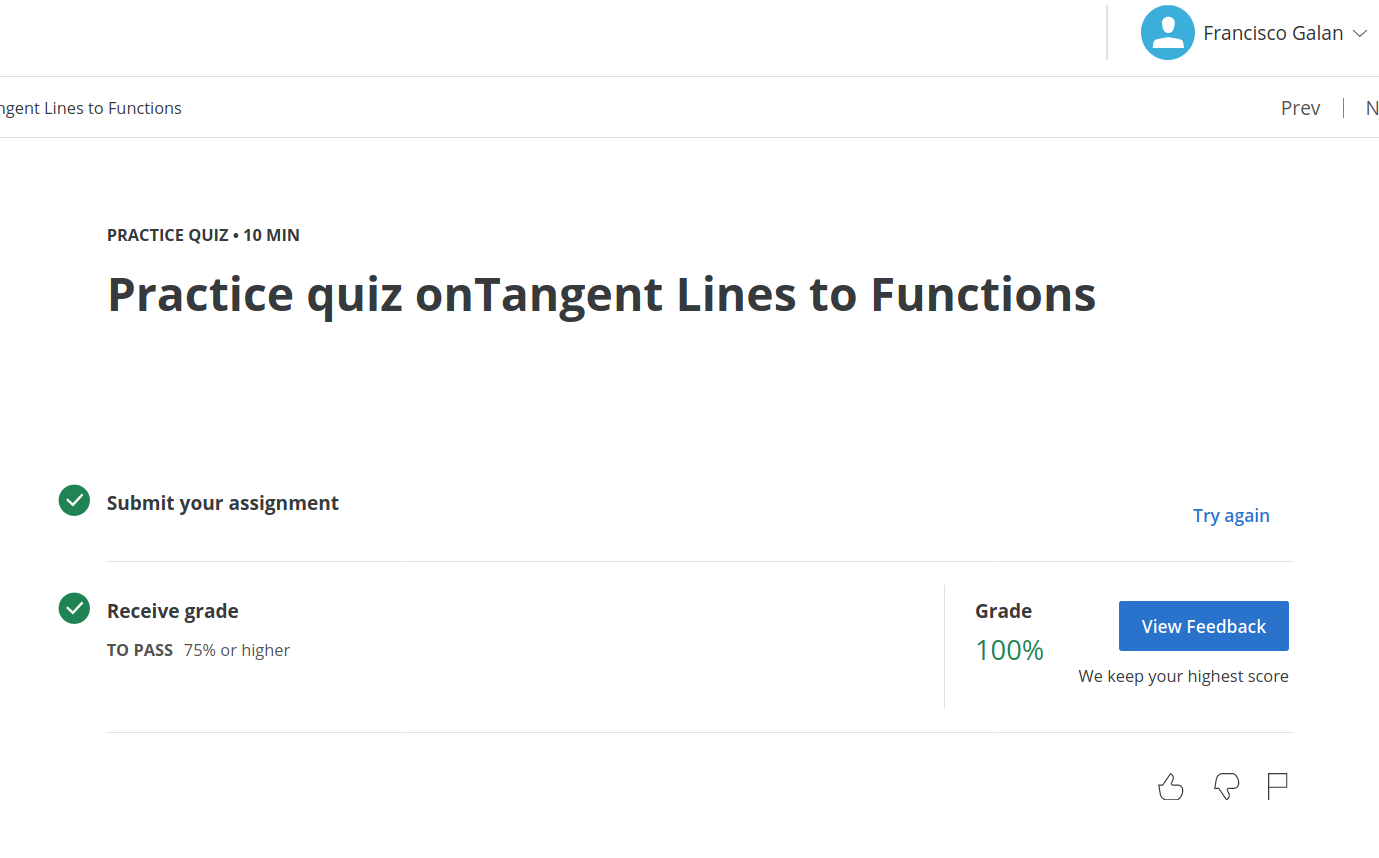 Francisco Galan
ngent Lines to Functions
Prev
N
PRACTICE QUIZ • 10 MIN
Practice quiz onTangent Lines to Functions
Submit your assignment
Try again
Receive grade
TO PASS 75% or higher
Grade
100%
View Feedback
We keep your highest score